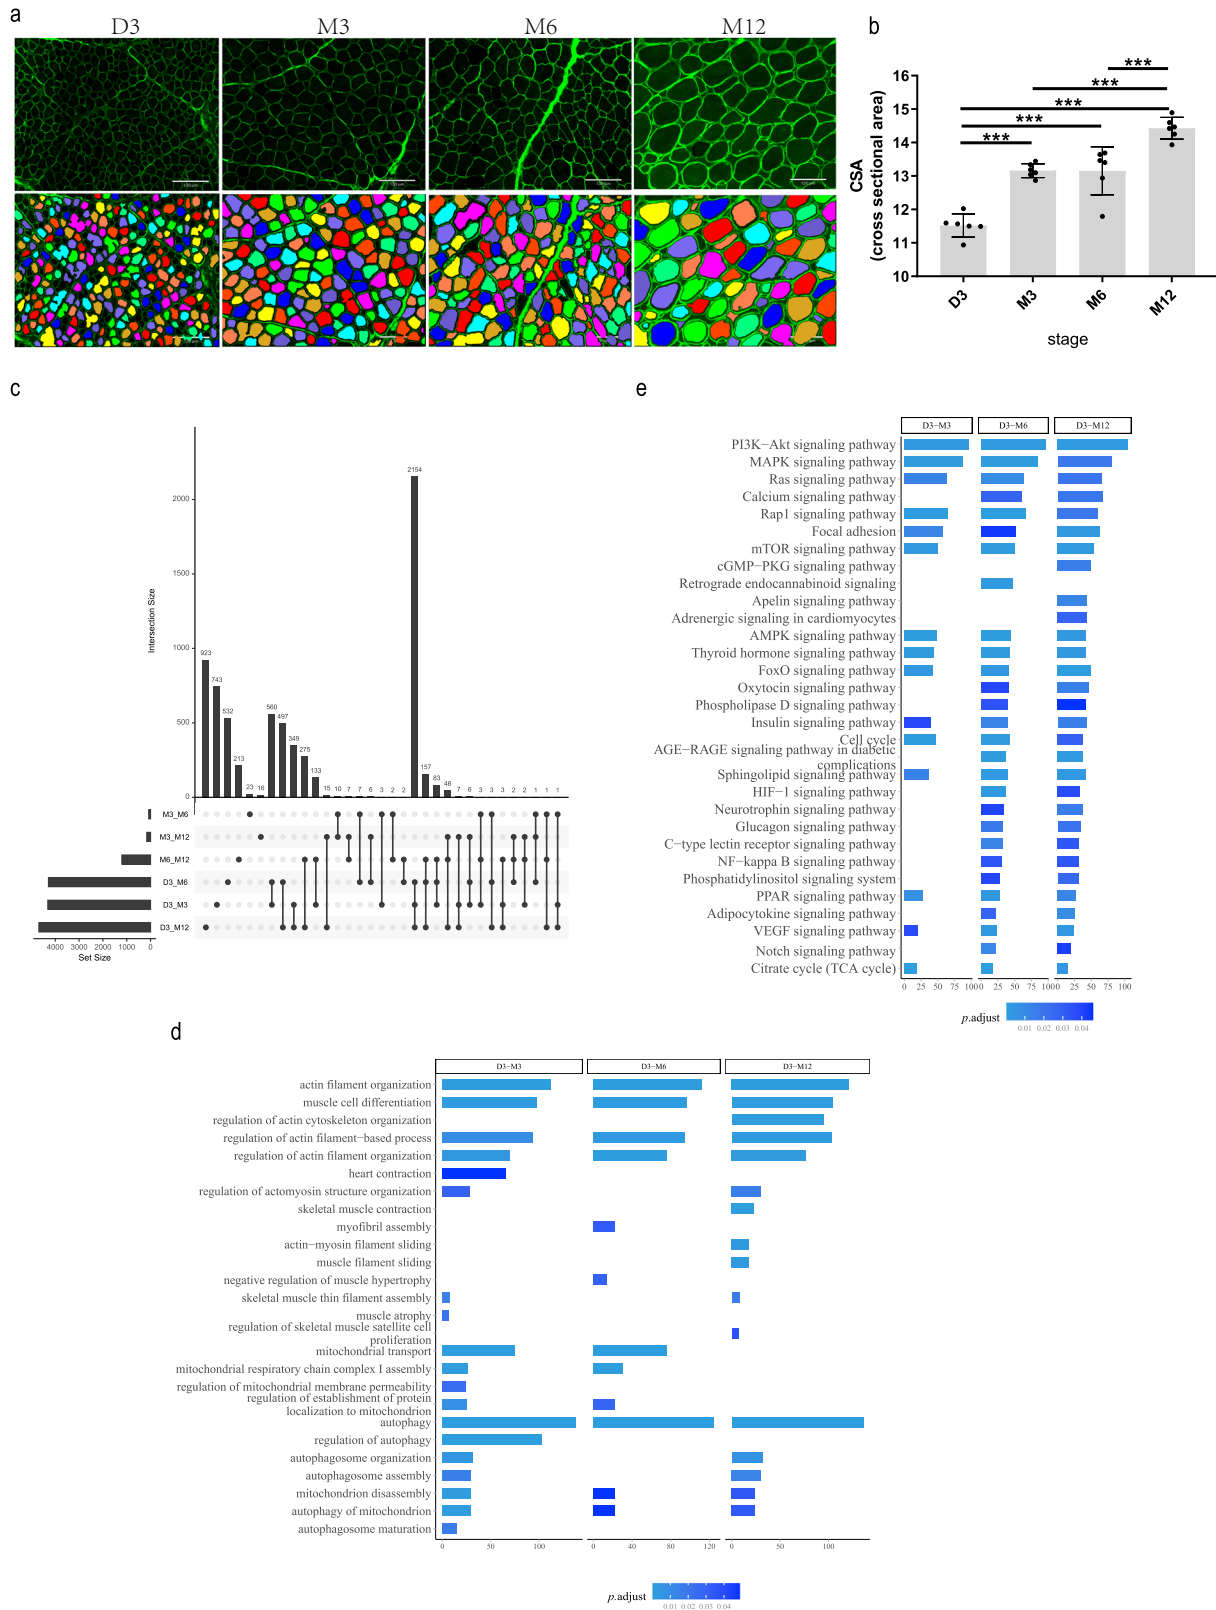 a
D3
M3
M6
M12
b
***
***
***
***
***
16
15
14
13
12
11
10
CSA
(cross sectional area)
D3
M3
M6
M12
stage
c
Intersection Size
2000
1500
1000
500
0
923
743
532
213
23
16
560
497
349
275
133
15
10
7
7
6
3
2
2
2154
157
83
46
7
6
3
3
2
2
1
1
1
M3_M6
M3_M12
M6_M12
D3_M6
D3_M3
D3_M12
4000
3000
2000
1000
0
Set Size
e
D3−M3
D3−M6
D3−M12
PI3K−Akt signaling pathway
MAPK signaling pathway
Ras signaling pathway
Calcium signaling pathway
Rap1 signaling pathway
Focal adhesion
mTOR signaling pathway
cGMP−PKG signaling pathway
Retrograde endocannabinoid signaling
Apelin signaling pathway
Adrenergic signaling in cardiomyocytes
AMPK signaling pathway
Thyroid hormone signaling pathway
FoxO signaling pathway
Oxytocin signaling pathway
Phospholipase D signaling pathway
Insulin signaling pathway
Cell cycle
AGE−RAGE signaling pathway in diabetic
complications
Sphingolipid signaling pathway
HIF−1 signaling pathway
Neurotrophin signaling pathway
Glucagon signaling pathway
C−type lectin receptor signaling pathway
NF−kappa B signaling pathway
Phosphatidylinositol signaling system
PPAR signaling pathway
Adipocytokine signaling pathway
VEGF signaling pathway
Notch signaling pathway
Citrate cycle (TCA cycle)
0 25 50 75 100
0 25 50 75 100
0 25 50 75 100
p.adjust
0.01 0.02 0.03 0.04
d
D3−M3
D3−M6
D3−M12
actin filament organization
muscle cell differentiation
regulation of actin cytoskeleton organization
regulation of actin filament−based process
regulation of actin filament organization
heart contraction
regulation of actomyosin structure organization
skeletal muscle contraction
myofibril assembly
actin−myosin filament sliding
muscle filament sliding
negative regulation of muscle hypertrophy
skeletal muscle thin filament assembly
muscle atrophy
regulation of skeletal muscle satellite cell
proliferation
mitochondrial transport
mitochondrial respiratory chain complex I assembly
regulation of mitochondrial membrane permeability
regulation of establishment of protein
localization to mitochondrion
autophagy
regulation of autophagy
autophagosome organization
autophagosome assembly
mitochondrion disassembly
autophagy of mitochondrion
autophagosome maturation
0 50 100
0 40 80 120
0 50 100
p.adjust
0.01 0.02 0.03 0.04